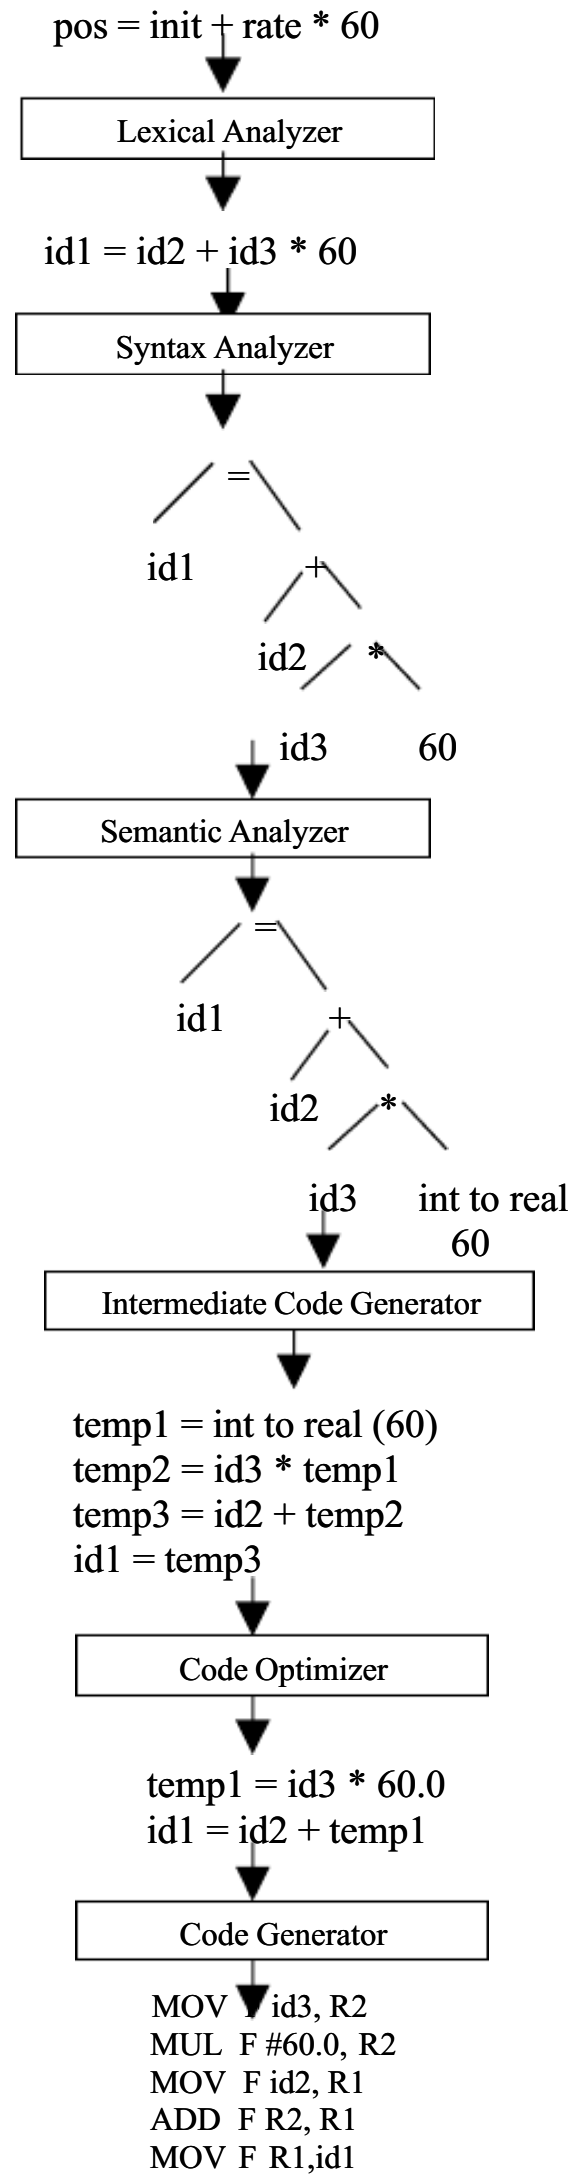 pos = init + rate * 60
Lexical Analyzer
id1 = id2 + id3 * 60
Syntax Analyzer
=
id1
+
id2
*
id3 60
Semantic Analyzer
=
id1
+
id2
*
id3 int to real
60
Intermediate Code Generator
temp1 = int to real (60)
temp2 = id3 * temp1
temp3 = id2 + temp2
id1 = temp3
Code Optimizer
temp1 = id3 * 60.0
id1 = id2 + temp1
Code Generator
MOV F id3, R2
MUL F #60.0, R2
MOV F id2, R1
ADD F R2, R1
MOV F R1,id1